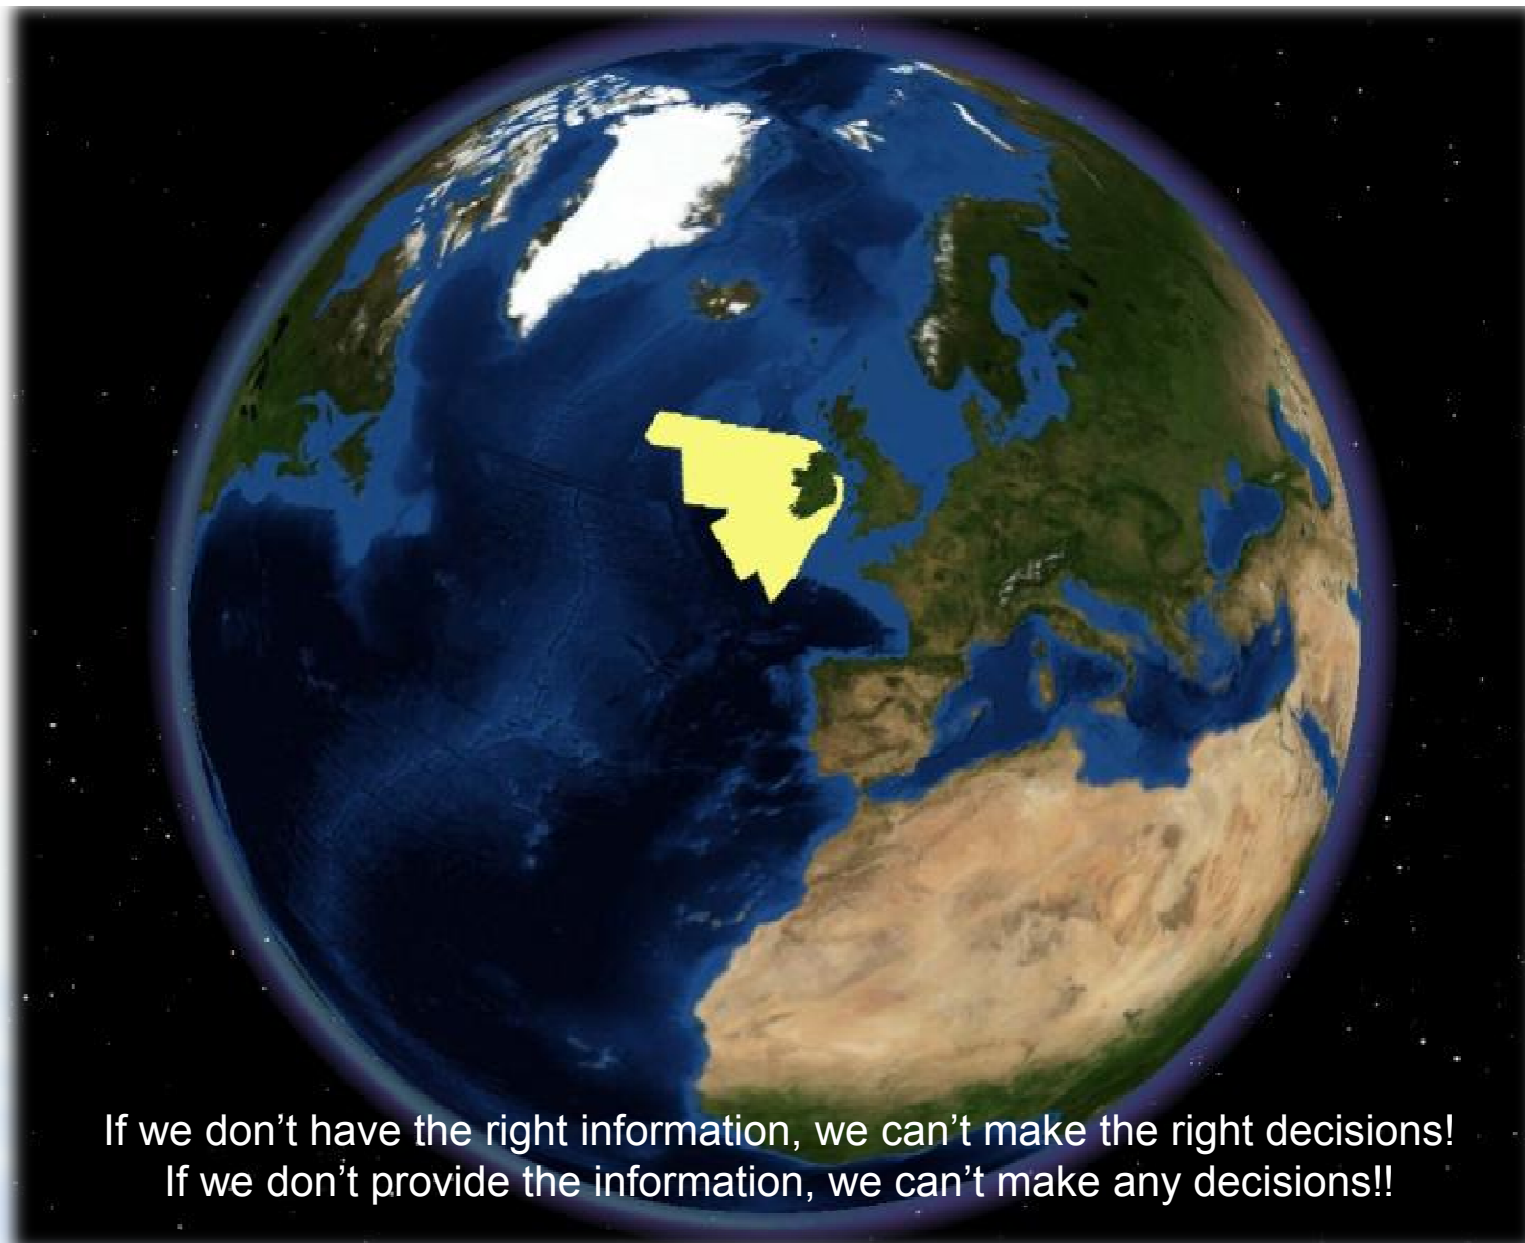 If we don’t have the right information, we can’t make the right decisions!
If we don’t provide the information, we can’t make any decisions!!